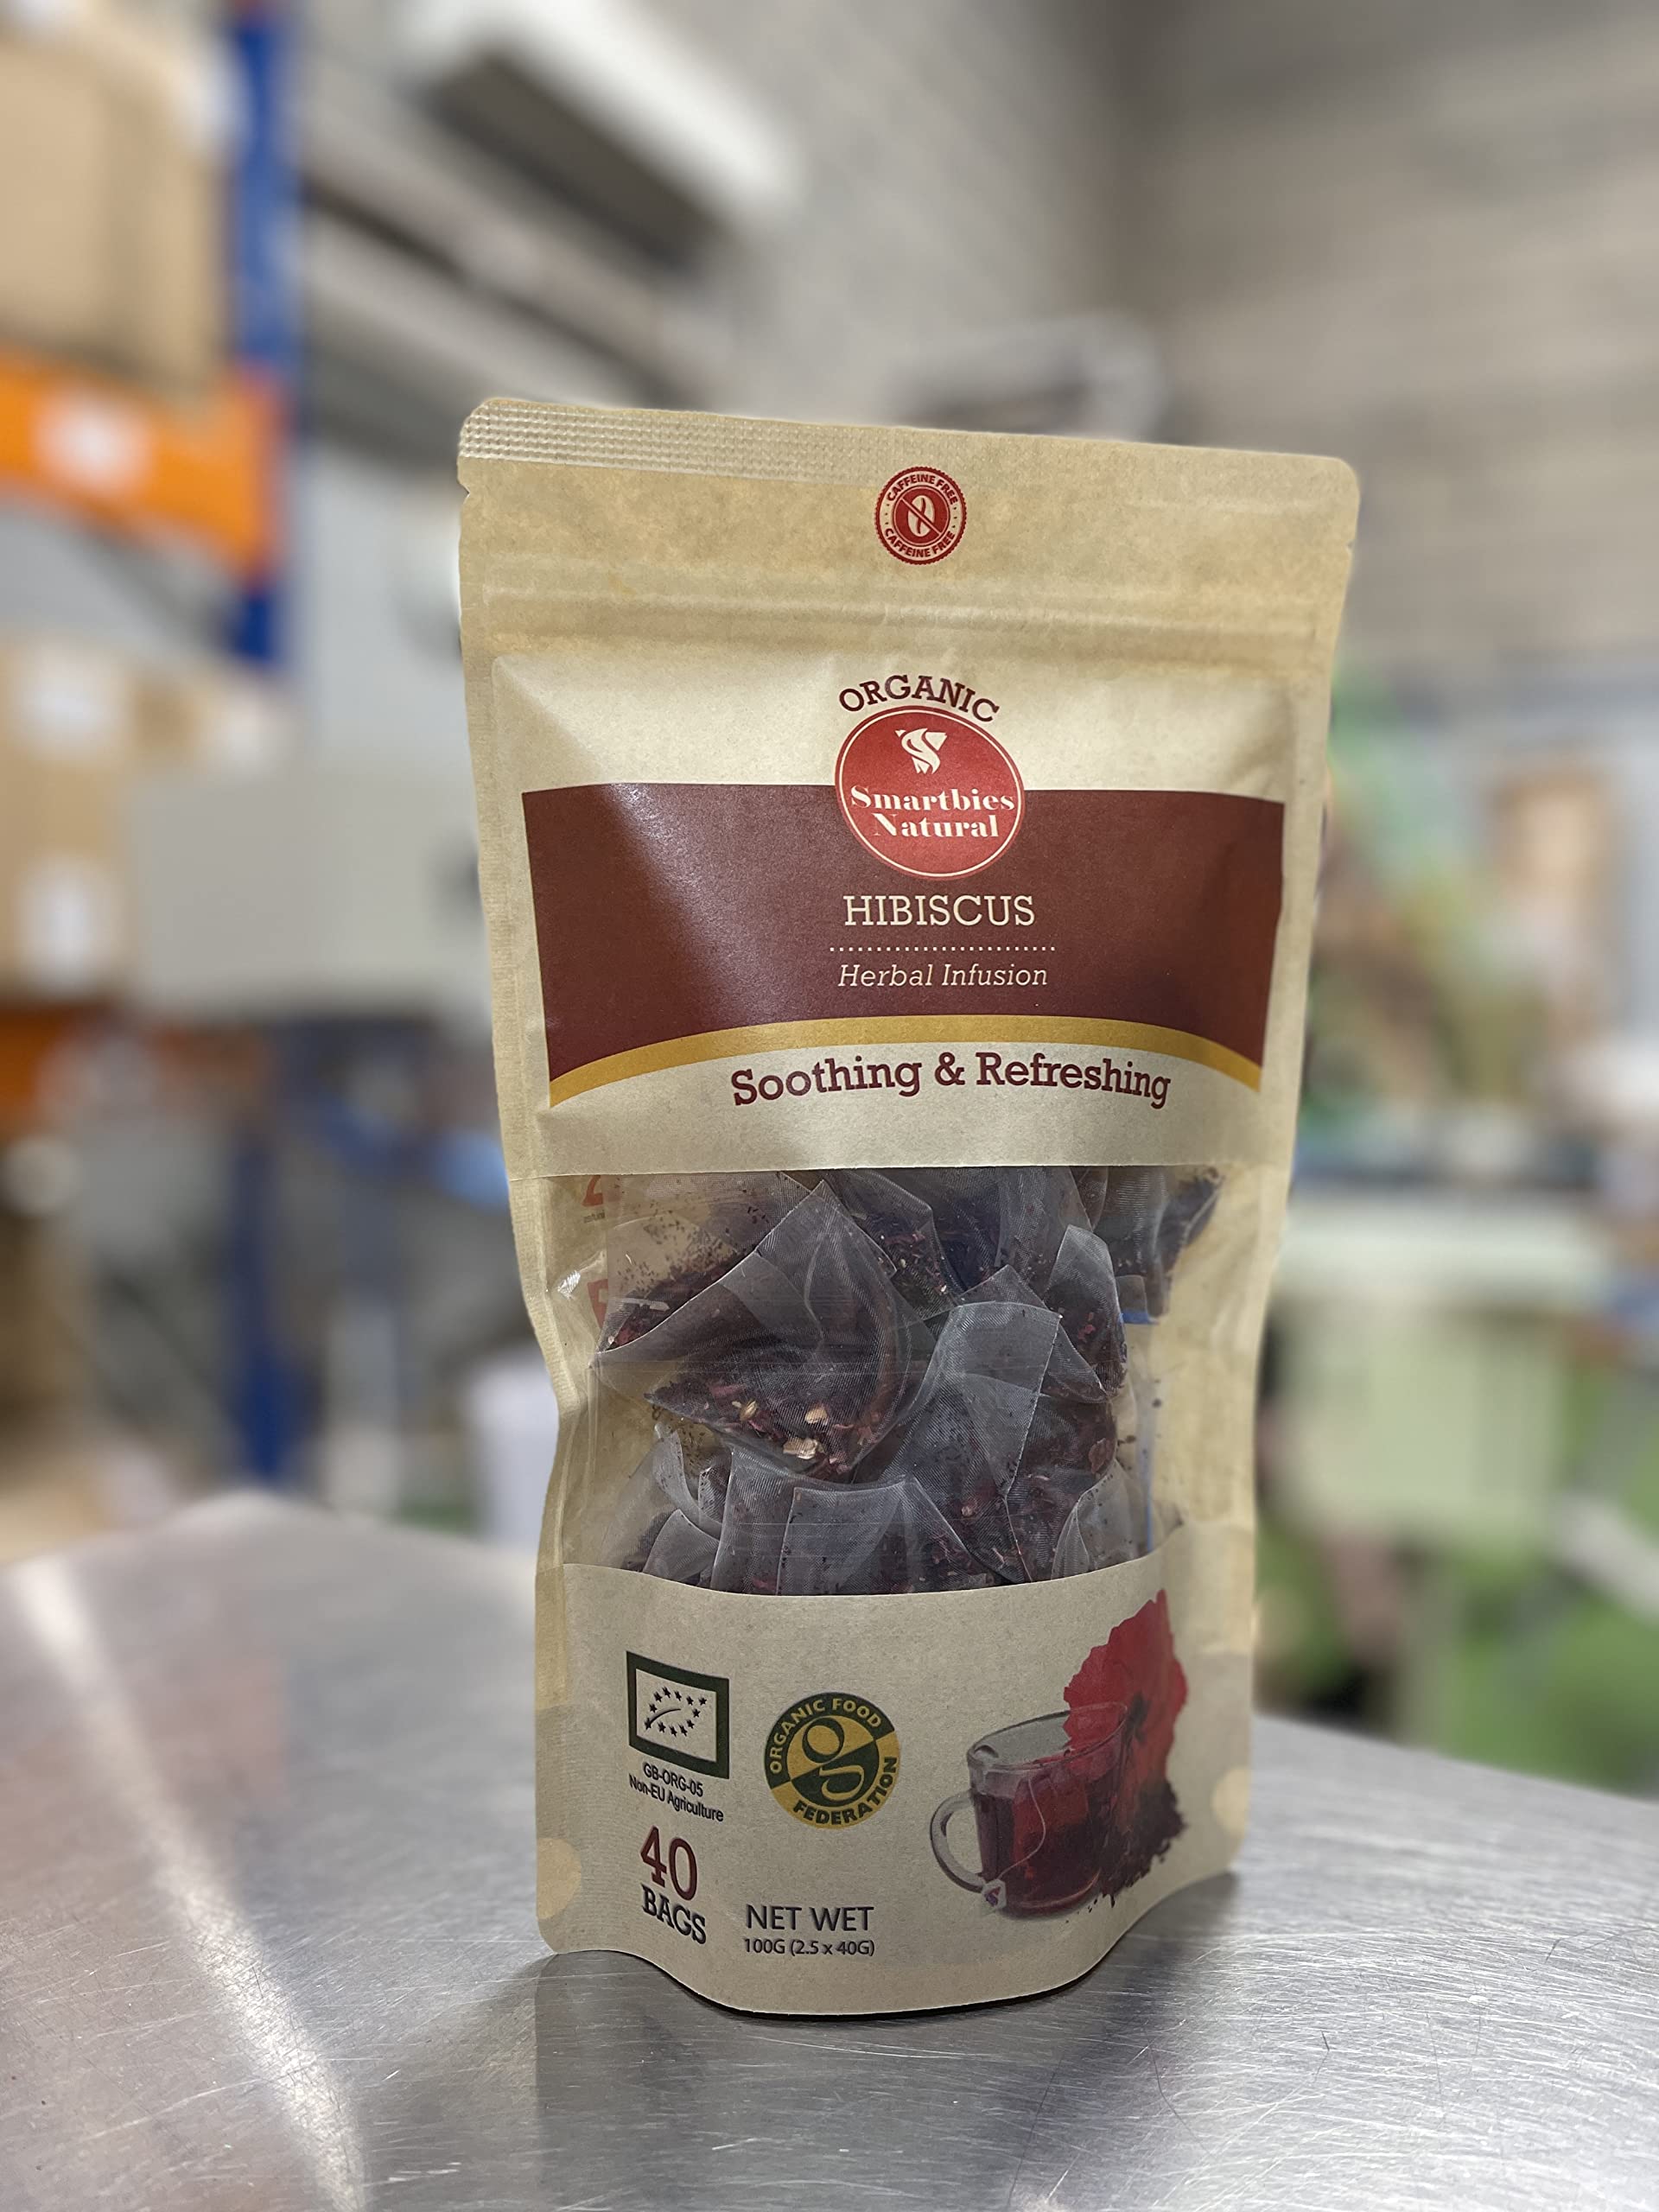 CAFFEINE FREE
CAFFEINE FREE
ORGANIC
Smartbies
Natural
HIBISCUS
Herbal Infusion
Soothing & Refreshing
GB-ORG-05
Non-EU Agriculture
ORGANIC FOOD
FEDERATION
40
BAGS
NET WET
100G (2.5 x 40G)